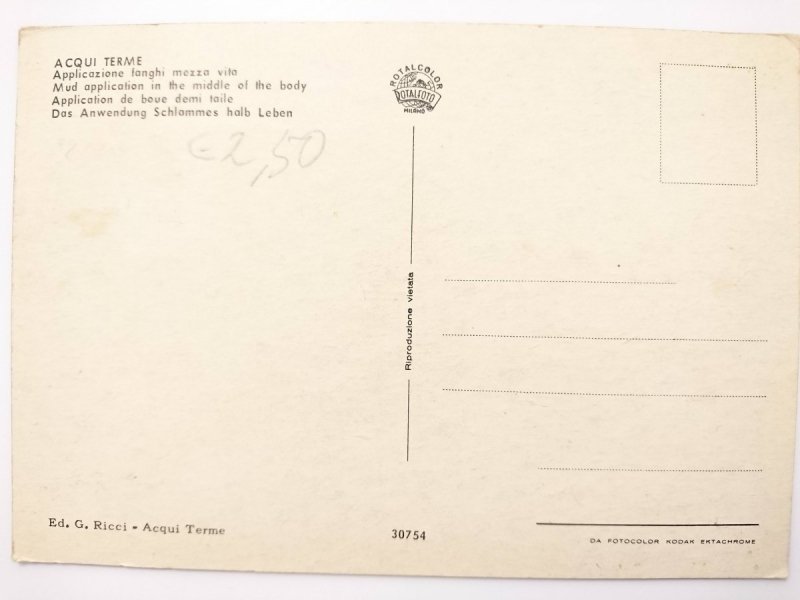 ACQUI TERME
Applicazione fanghi mezza vita
Mud application in the middle of the body
Application de boue demi taile
Das Anwendung Schlammes halb Leben
€ 2,50
ROTALCOLOR
ROTALFOTO
MILANO
Riproduzione vietata
Ed. G. Ricci - Acqui Terme
30754
DA FOTOCOLOR KODAK EKTACHROME